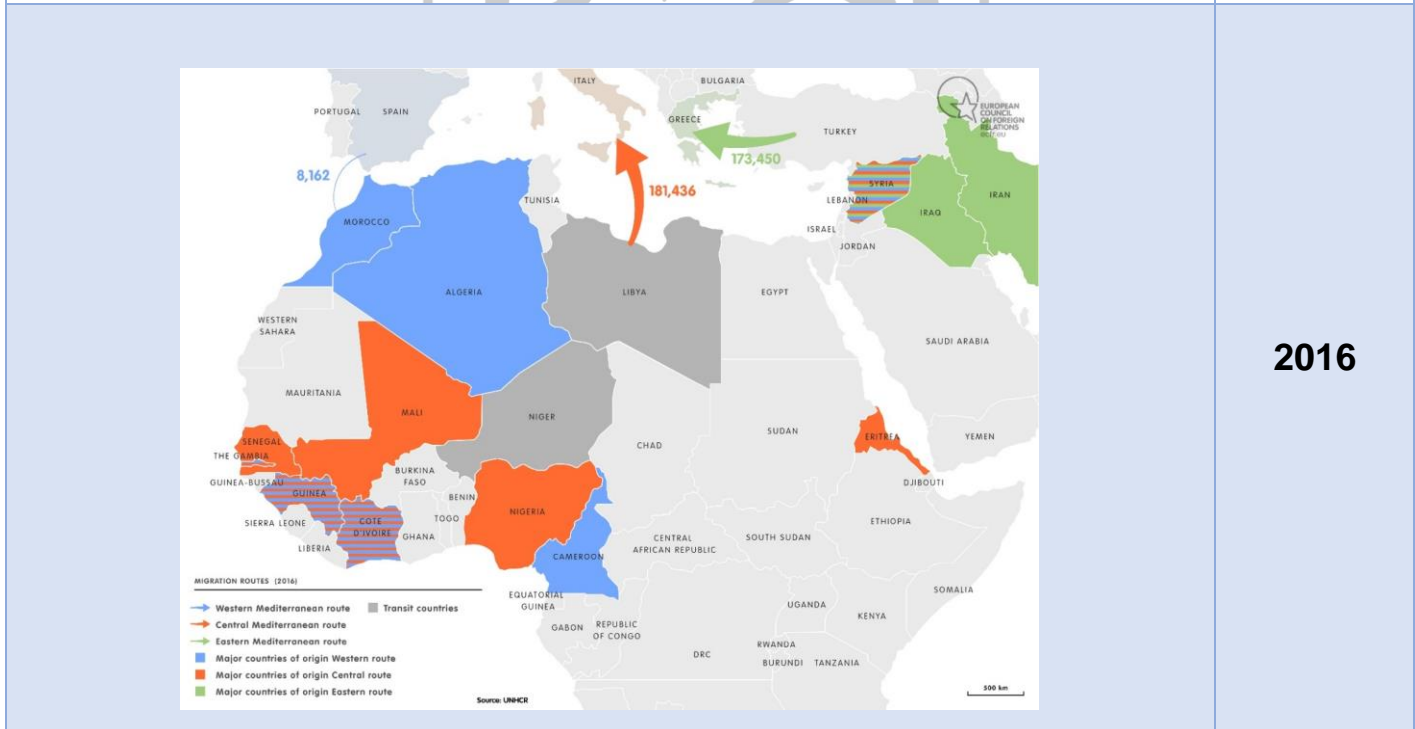 ITALY
BULGARIA
PORTUGAL
SPAIN
GREECE
TURKEY
EUROPEAN
COUNCIL
ON FOREIGN
RELATIONS
8,162
173,450
181,436
SYRIA
LEBANON
IRAQ
IRAN
TUNISIA
MOROCCO
ISRAEL
JORDAN
ALGERIA
LIBYA
EGYPT
WESTERN
SAHARA
SAUDI ARABIA
2016
MAURITANIA
MALI
NIGER
CHAD
SUDAN
ERITREA
YEMEN
SENEGAL
THE GAMBIA
GUINEA-BUSSAU
GUINEA
BURKINA
FASO
BENIN
DJIBOUTI
SIERRA LEONE
COTE
D'IVOIRE
GHANA
TOGO
NIGERIA
ETHIOPIA
LIBERIA
CENTRAL
AFRICAN REPUBLIC
SOUTH SUDAN
CAMEROON
EQUATORIAL
GUINEA
SOMALIA
UGANDA
KENYA
GABON
REPUBLIC
OF CONGO
DRC
RWANDA
BURUNDI
TANZANIA
MIGRATION ROUTES (2016)
Western Mediterranean route
Transit countries
Central Mediterranean route
Eastern Mediterranean route
Major countries of origin Western route
Major countries of origin Central route
Major countries of origin Eastern route
Source: UNHCR
500 km